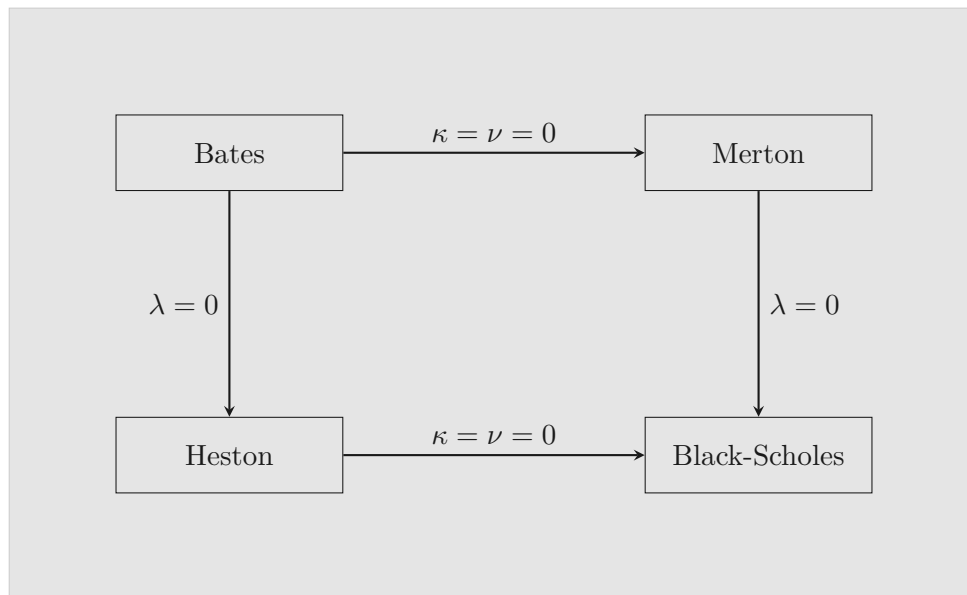 κ = ν = 0
Bates
Merton
λ = 0
λ = 0
κ = ν = 0
Heston
Black-Scholes